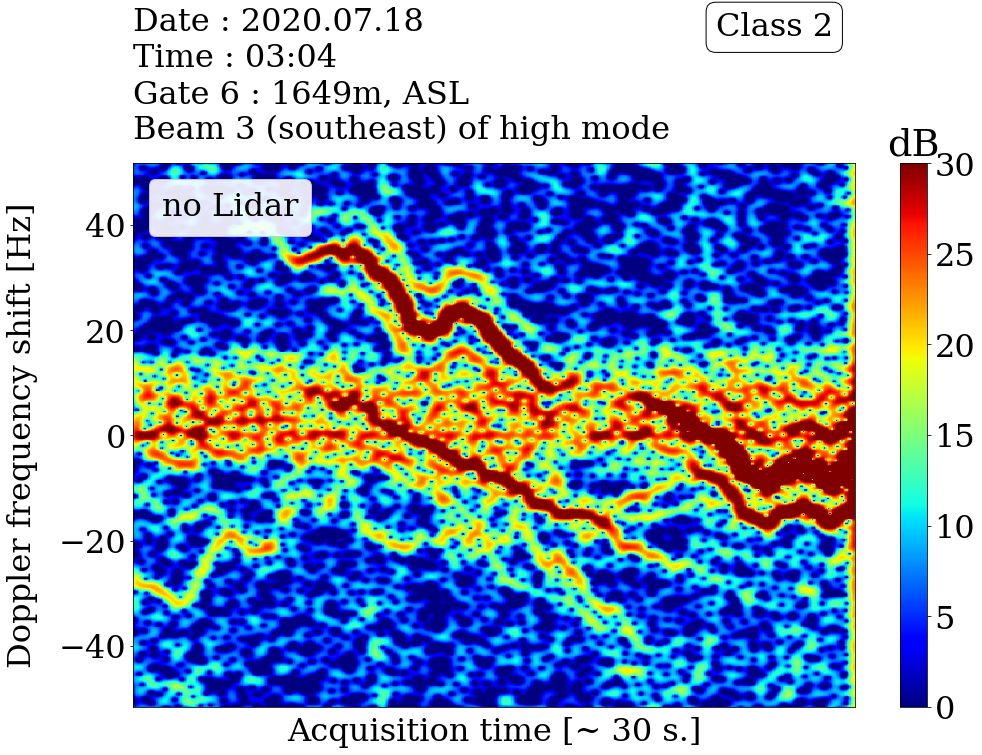 Date : 2020.07.18
Time : 03:04
Gate 6 : 1649m, ASL
Beam 3 (southeast) of high mode
Class 2
dB
no Lidar
Doppler frequency shift [Hz]
40
20
0
−20
−40
30
25
20
15
10
5
0
Acquisition time [~ 30 s.]